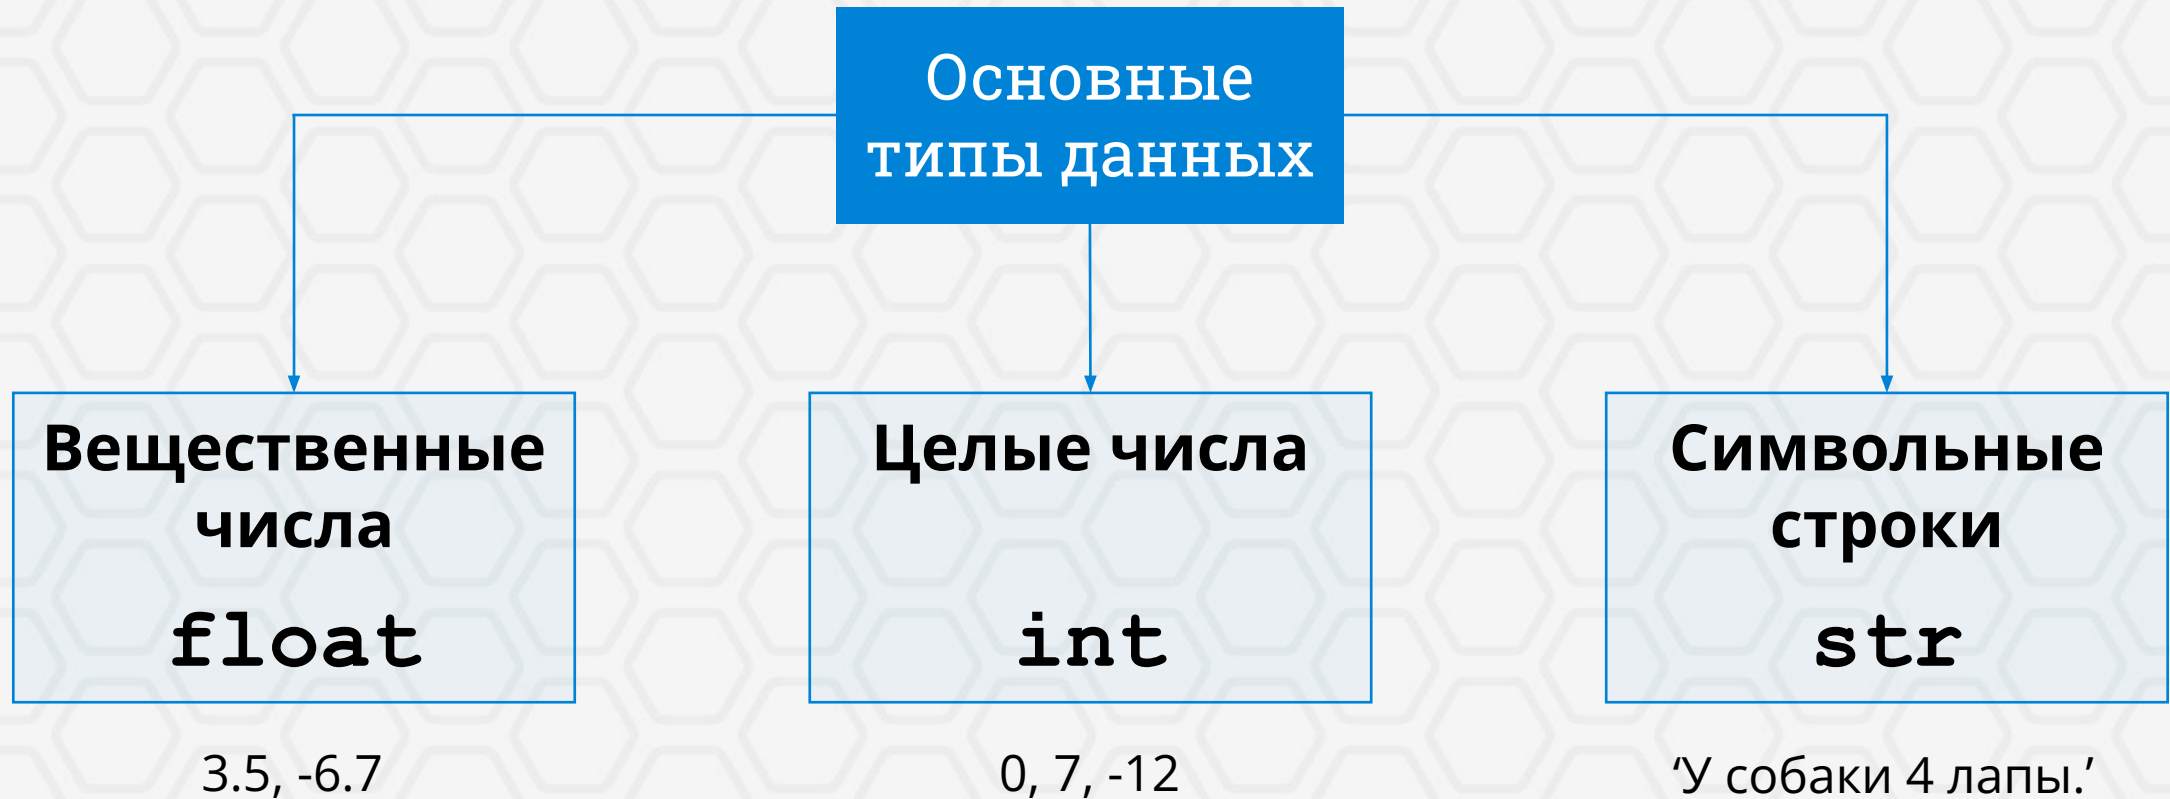 Основные
типы данных
Вещественные
числа
float
3.5, -6.7
Целые числа
int
0, 7, -12
Символьные
строки
str
‘У собаки 4 лапы.’